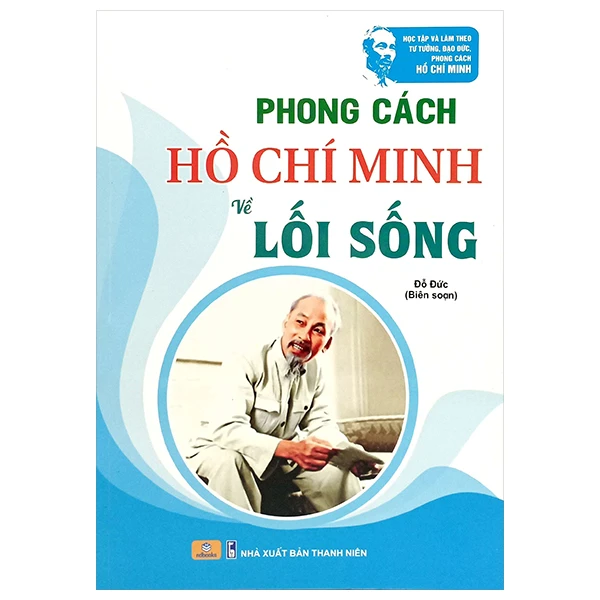 HỌC TẬP VÀ LÀM THEO
TƯ TƯỞNG, ĐẠO ĐỨC,
PHONG CÁCH
HỒ CHÍ MINH
PHONG CÁCH
HỒ CHÍ MINH
Về
LỐI SỐNG
Đỗ Đức
(Biên soạn)
edbooks
NHÀ XUẤT BẢN THANH NIÊN